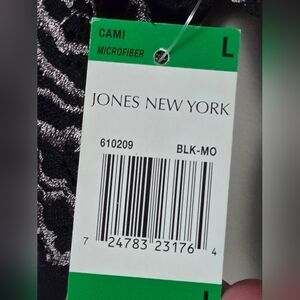 CAMI L
MICROFIBER
JONES NEW YORK
610209 BLK-MO
7 24783 23176 4
L